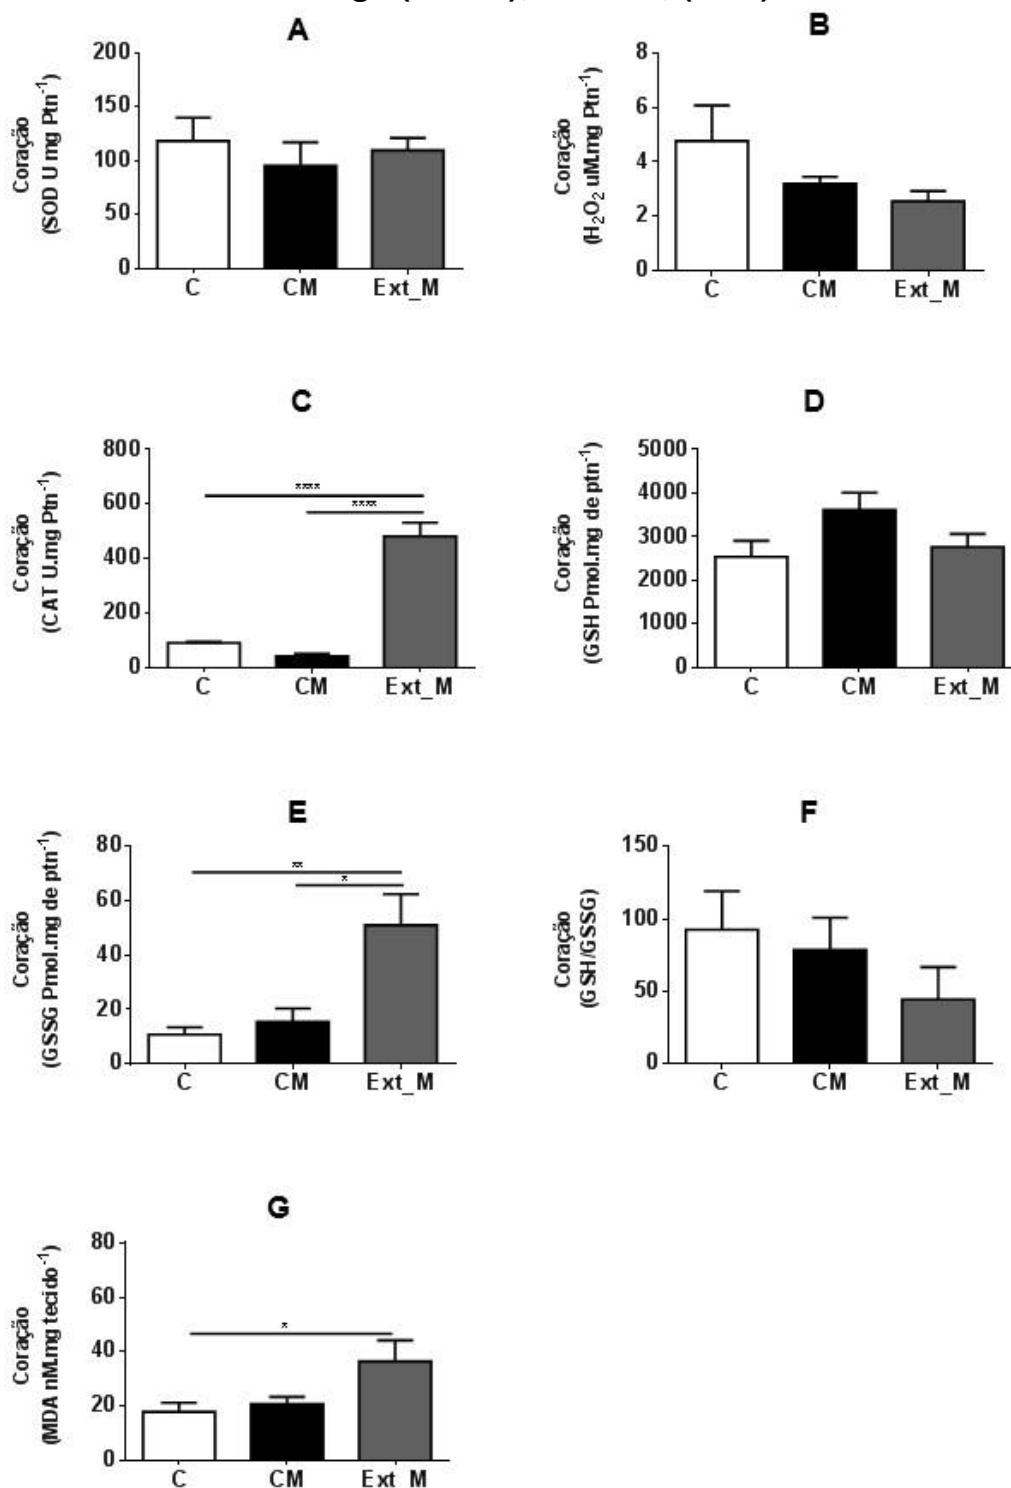 A
Coração
(SOD U mg Ptn⁻¹)
200
150
100
50
0
C CM Ext_M
B
Coração
(H₂O₂ uM.mg Ptn⁻¹)
8
6
4
2
0
C CM Ext_M
C
Coração
(CAT U.mg Ptn⁻¹)
800
600
400
200
0
****
****
C CM Ext_M
D
Coração
(GSH Pmol.mg de ptn⁻¹)
5000
4000
3000
2000
1000
0
C CM Ext_M
E
Coração
(GSSG Pmol.mg de ptn⁻¹)
80
60
40
20
0
**
*
C CM Ext_M
F
Coração
(GSH/GSSG)
150
100
50
0
C CM Ext_M
G
Coração
(MDA nM.mg tecido⁻¹)
80
60
40
20
0
*
C CM Ext M